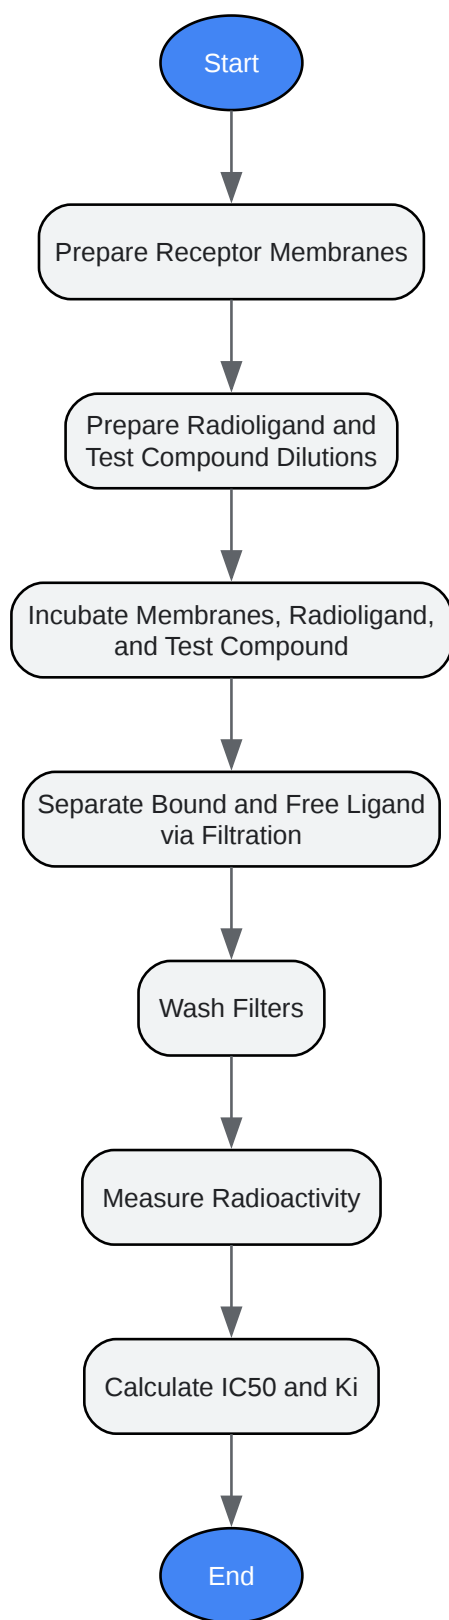 Start
Prepare Receptor Membranes
Prepare Radioligand and
Test Compound Dilutions
Incubate Membranes, Radioligand,
and Test Compound
Separate Bound and Free Ligand
via Filtration
Wash Filters
Measure Radioactivity
Calculate IC50 and Ki
End